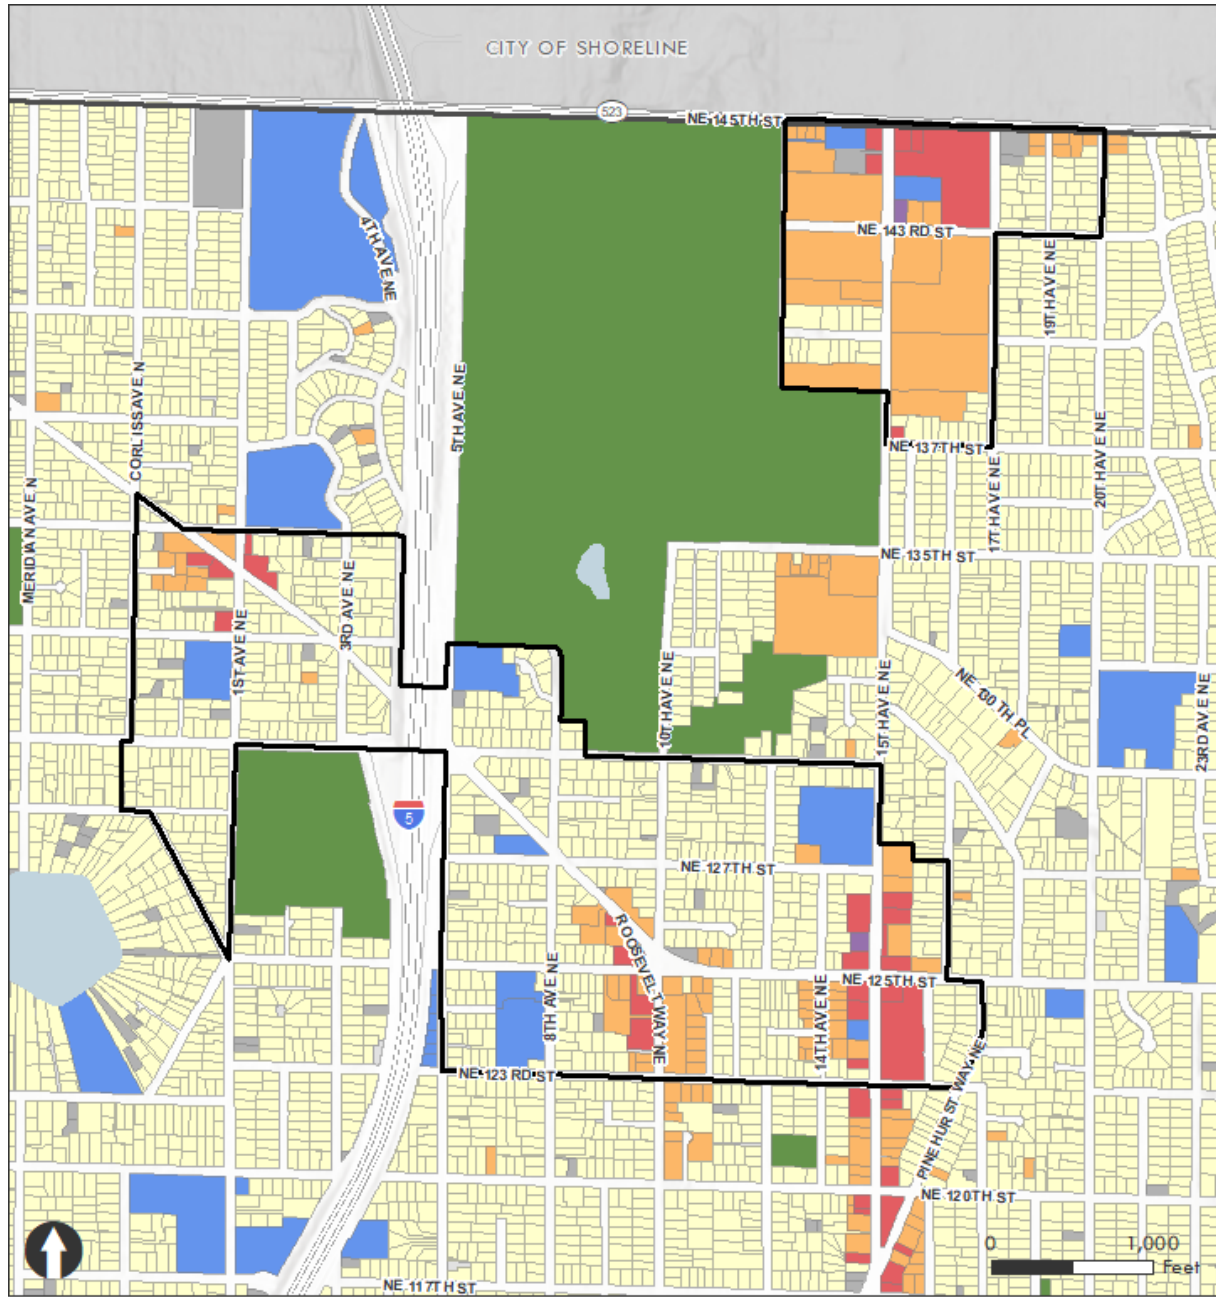 CITY OF SHORELINE
523
NE 145TH ST
4TH AVE NE
NE 143RD ST
19TH AVE NE
CORLISS AVE N
5TH AVE NE
20TH AVE NE
NE 137TH ST
MERIDIAN AVE N
17TH AVE NE
NE 135TH ST
3RD AVE NE
1ST AVE NE
10TH AVE NE
15TH AVE NE
NE 130TH PL
23RD AVE NE
5
NE 127TH ST
ROOSEVELT WAY NE
NE 125TH ST
8TH AVE NE
14TH AVE NE
NE 123RD ST
PINEHURST WAY NE
NE 120TH ST
0 1,000
Feet
NE 117TH ST